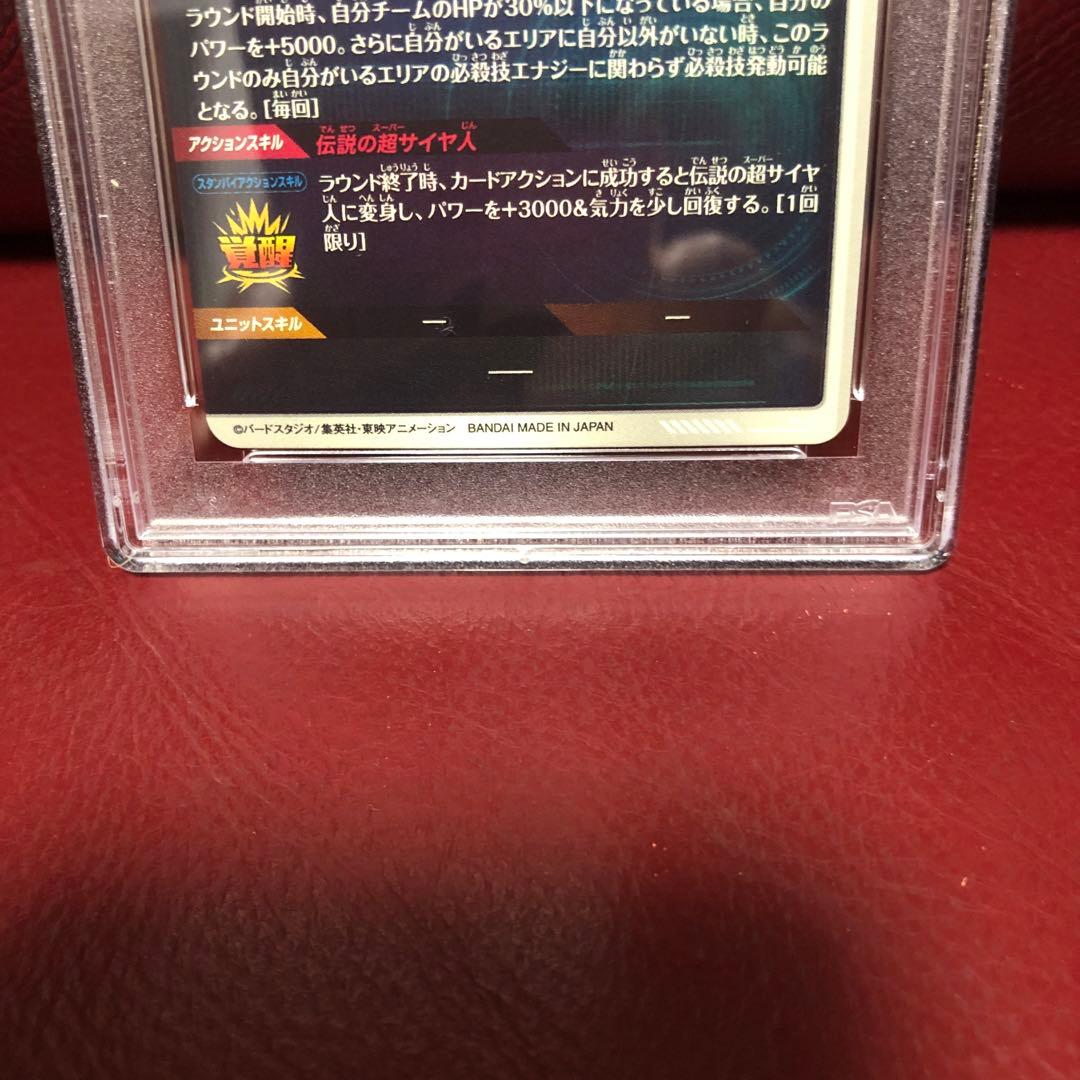 ラウンド開始時、自分チームのHPが30%以下になっている場合、自分の
パワーを+5000。さらに自分がいるエリアに自分以外がいない時、このラ
ウンドのみ自分がいるエリアの必殺技エナジーに関わらず必殺技発動可能
となる。[毎回]
アクションスキル 伝説の超サイヤ人
スタンバイアクションスキル
ラウンド終了時、カードアクションに成功すると伝説の超サイヤ
人に変身し、パワーを+3000&気力を少し回復する。[1回
限り]
覚醒
ユニットスキル — —
—
©バードスタジオ/集英社・東映アニメーション BANDAI MADE IN JAPAN
PSA